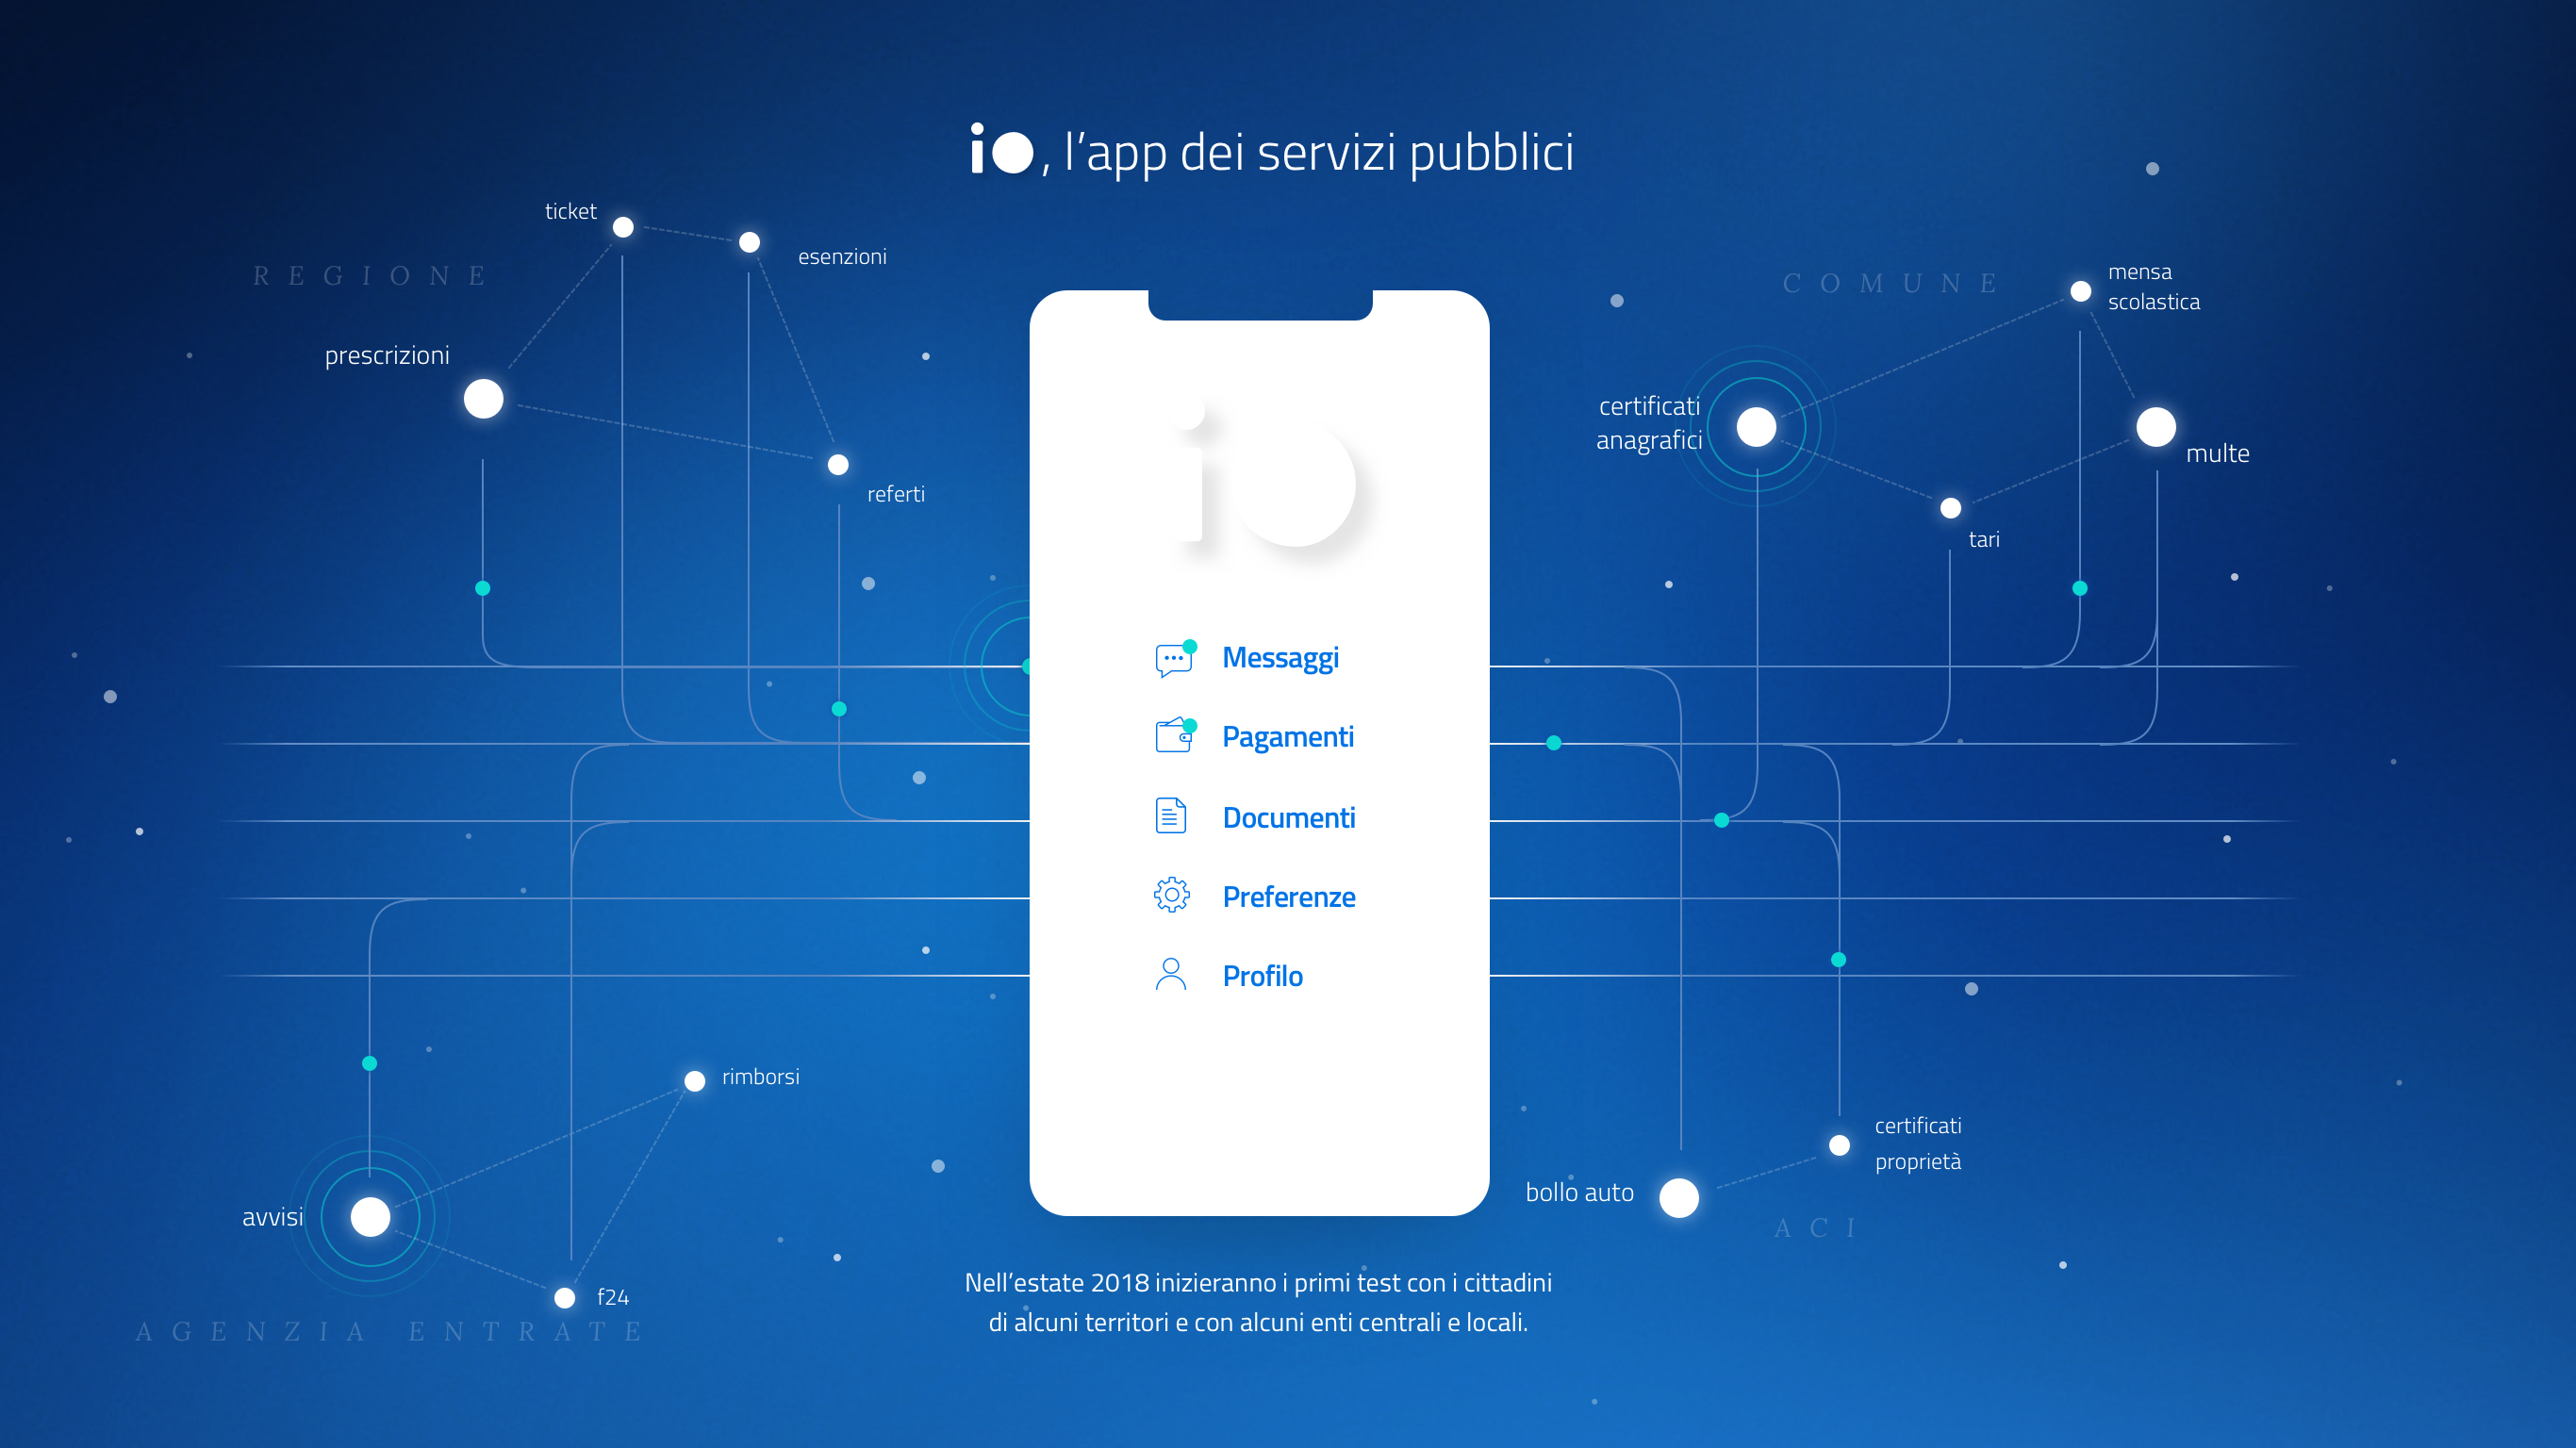 io, l'app dei servizi pubblici
REGIONE
ticket
esenzioni
prescrizioni
referti
COMUNE
mensa
scolastica
certificati
anagrafici
multe
tari
io
Messaggi
Pagamenti
Documenti
Preferenze
Profilo
rimborsi
avvisi
f24
AGENZIA ENTRATE
certificati
proprietà
bollo auto
ACI
Nell'estate 2018 inizieranno i primi test con i cittadini
di alcuni territori e con alcuni enti centrali e locali.